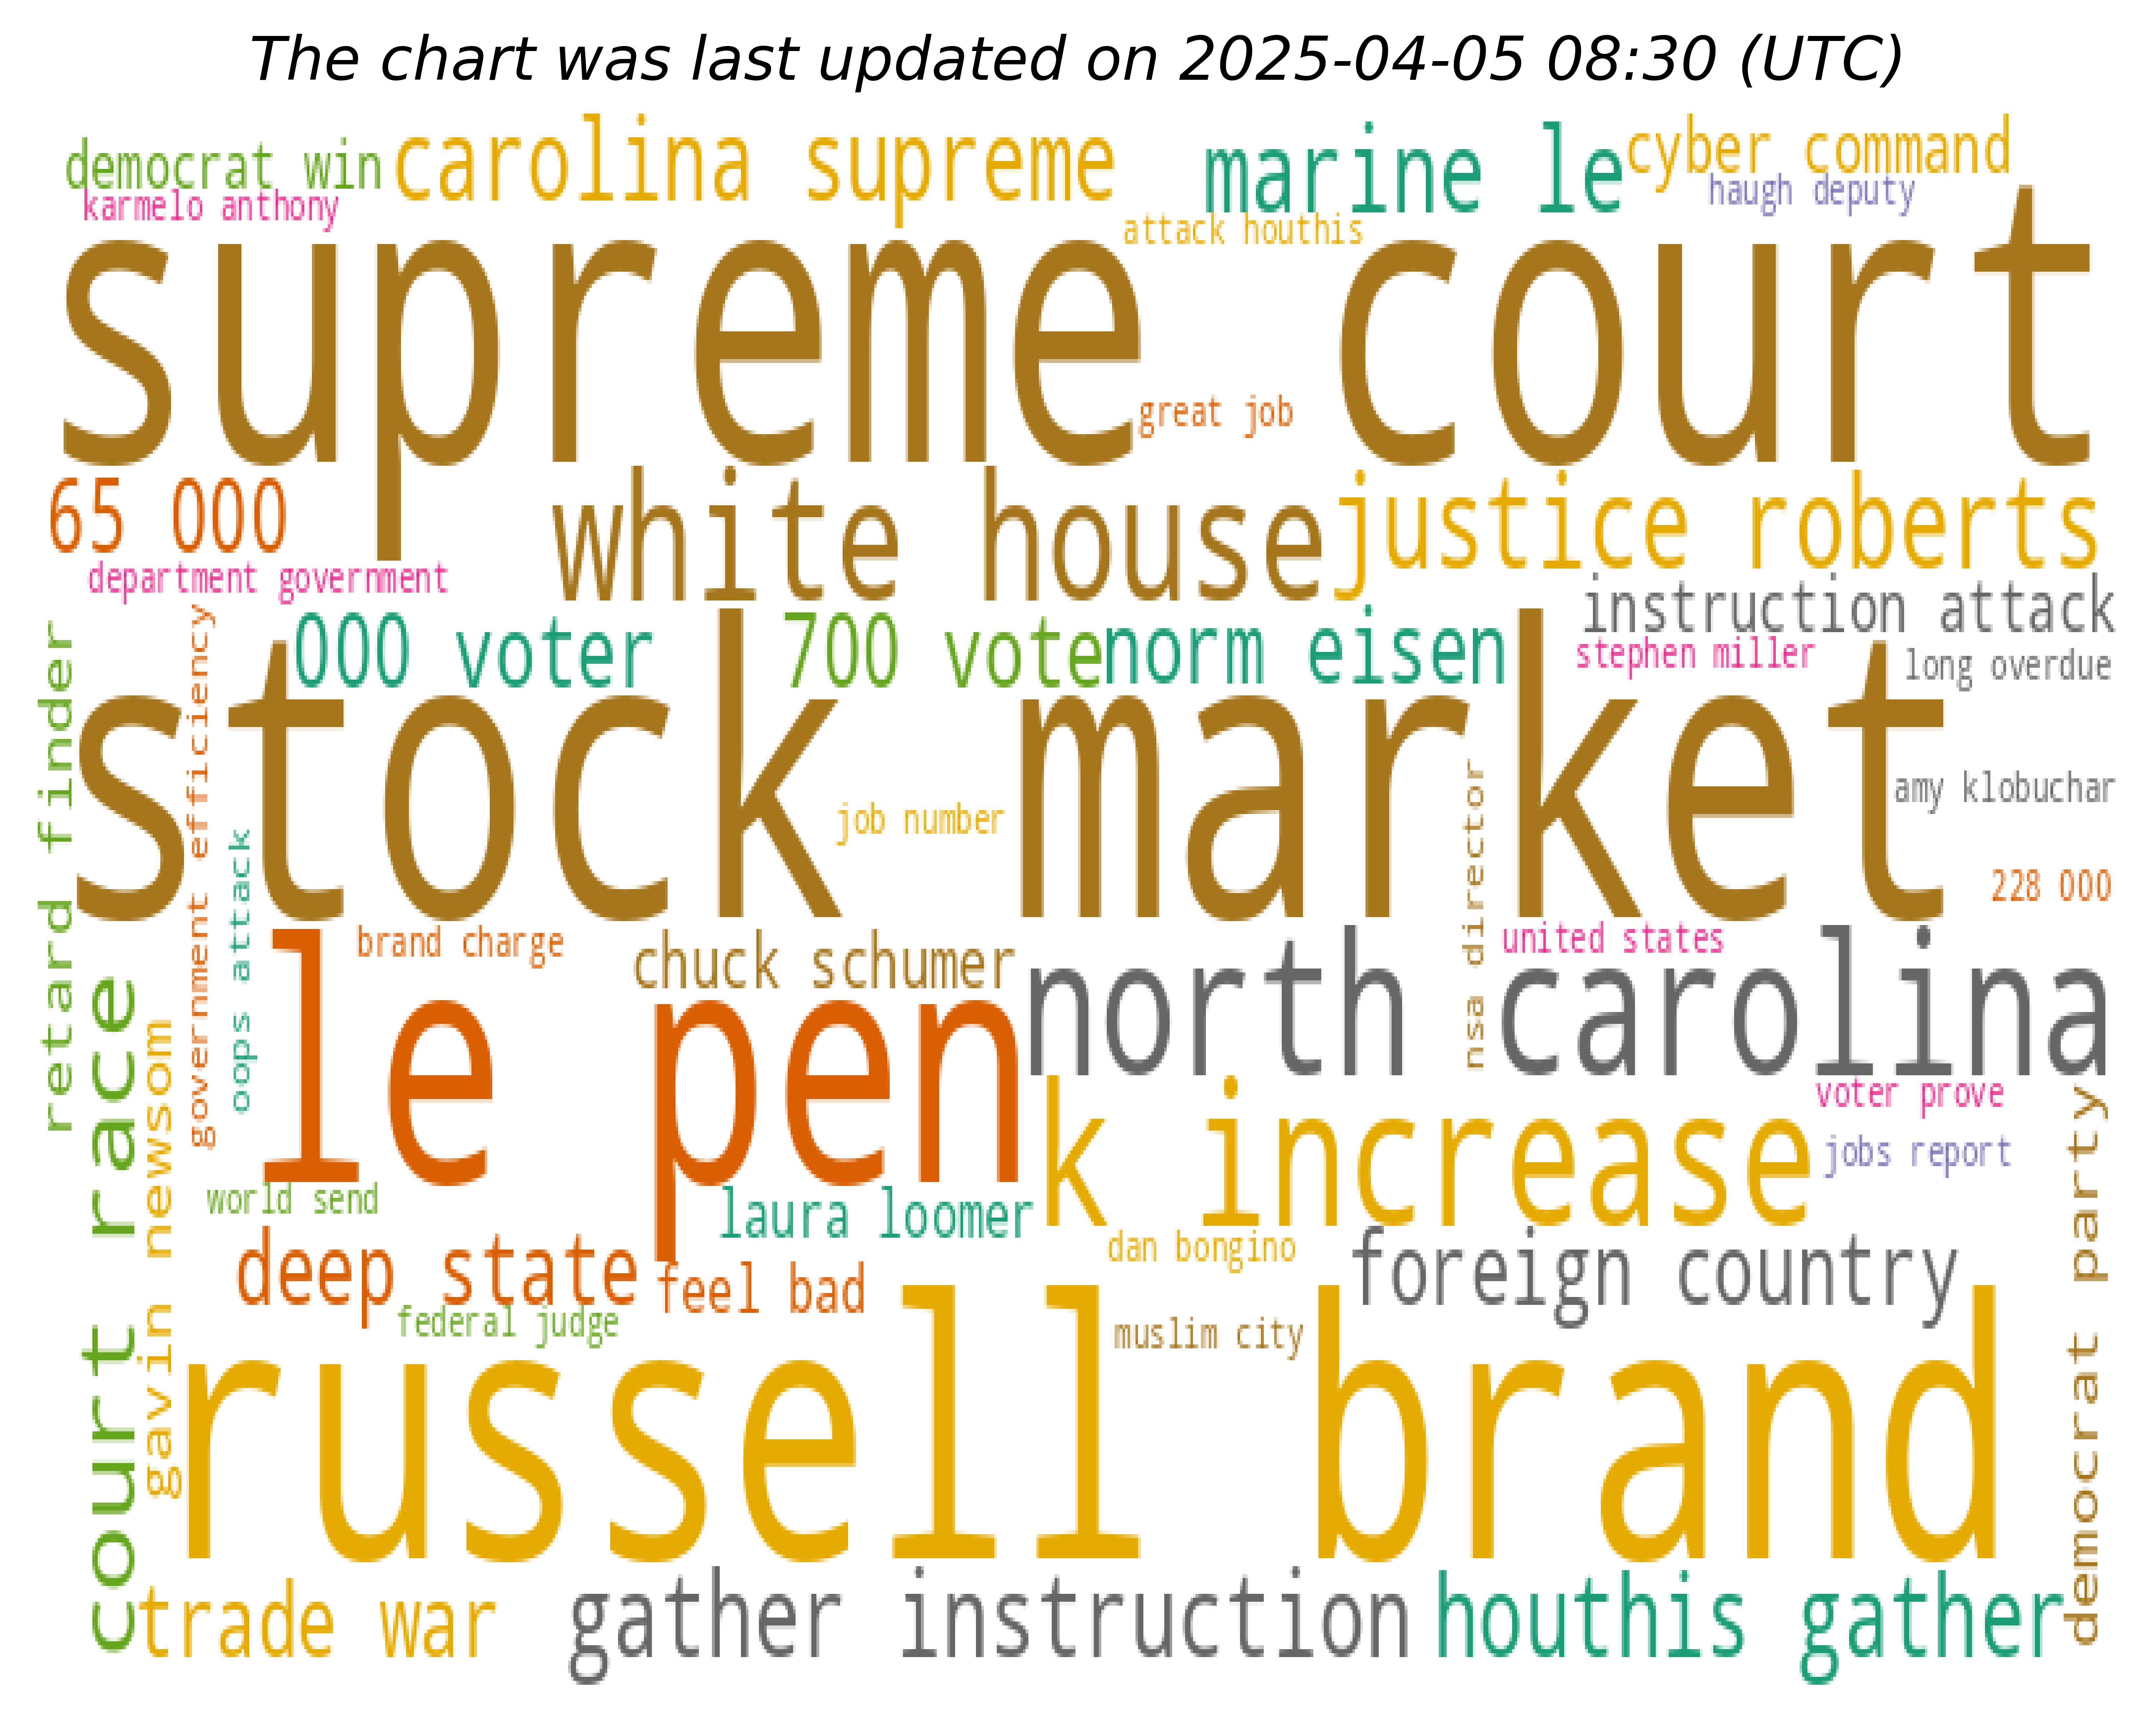 The chart was last updated on 2025-04-05 08:30 (UTC)
democrat win
carolina supreme
marine le
cyber command
karmelo anthony
haugh deputy
attack houthis
supreme court
great job
65 000
white house
justice roberts
department government
instruction attack
000 voter
700 vote
norm eisen
stephen miller
long overdue
retard finder
government efficiency
stock market
job number
nsa director
amy klobuchar
oops attack
228 000
brand charge
chuck schumer
united states
le pen
north carolina
court race
gavin newsom
k increase
voter prove
jobs report
democrat party
world send
laura loomer
deep state
feel bad
dan bongino
foreign country
federal judge
muslim city
russell brand
trade war
gather instruction
houthis gather